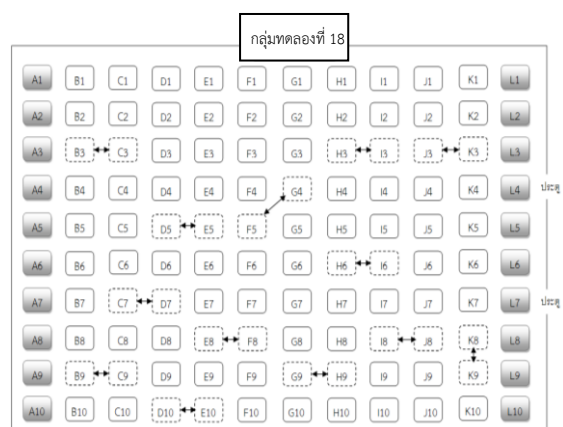 กลุ่มทดลองที่ 18
A1 B1 C1 D1 E1 F1 G1 H1 I1 J1 K1 L1
A2 B2 C2 D2 E2 F2 G2 H2 I2 J2 K2 L2
A3 B3 C3 D3 E3 F3 G3 H3 I3 J3 K3 L3
A4 B4 C4 D4 E4 F4 G4 H4 I4 J4 K4 L4 ประตู
A5 B5 C5 D5 E5 F5 G5 H5 I5 J5 K5 L5
A6 B6 C6 D6 E6 F6 G6 H6 I6 J6 K6 L6
A7 B7 C7 D7 E7 F7 G7 H7 I7 J7 K7 L7 ประตู
A8 B8 C8 D8 E8 F8 G8 H8 I8 J8 K8 L8
A9 B9 C9 D9 E9 F9 G9 H9 I9 J9 K9 L9
A10 B10 C10 D10 E10 F10 G10 H10 I10 J10 K10 L10